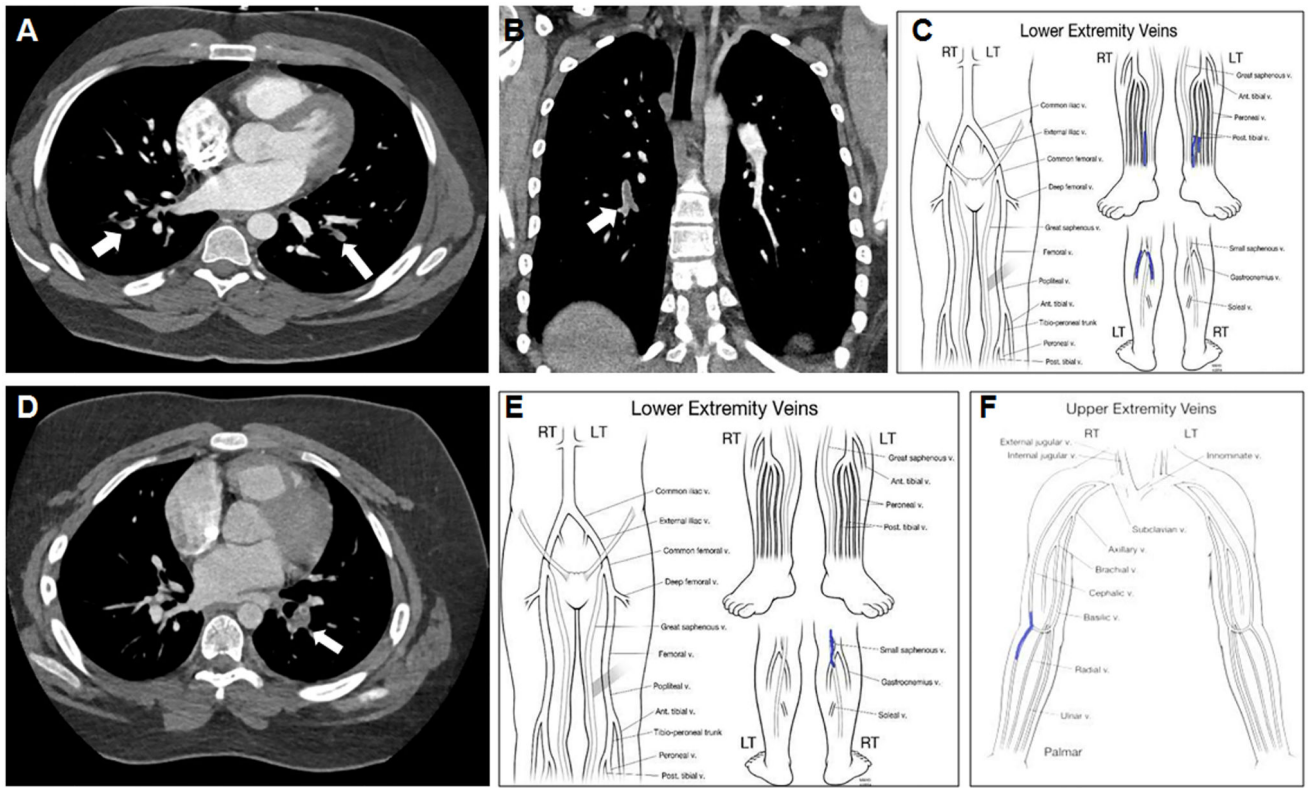 A
B
C
Lower Extremity Veins
RT
LT
Common iliac v.
External iliac v.
Common femoral v.
Deep femoral v.
Great saphenous v.
Femoral v.
Popliteal v.
Ant. tibial v.
Tibio-peroneal trunk
Peroneal v.
Post. tibial v.
RT
LT
Great saphenous v.
Ant. tibial v.
Peroneal v.
Post. tibial v.
Small saphenous v.
Gastrocnemius v.
Soleal v.
LT
RT
D
E
Lower Extremity Veins
RT
LT
Common iliac v.
External iliac v.
Common femoral v.
Deep femoral v.
Great saphenous v.
Femoral v.
Popliteal v.
Ant. tibial v.
Tibio-peroneal trunk
Peroneal v.
Post. tibial v.
RT
LT
Great saphenous v.
Ant. tibial v.
Peroneal v.
Post. tibial v.
Small saphenous v.
Gastrocnemius v.
Soleal v.
LT
RT
F
Upper Extremity Veins
RT
LT
External jugular v.
Internal jugular v.
Innominate v.
Subclavian v.
Axillary v.
Brachial v.
Cephalic v.
Basilic v.
Radial v.
Ulnar v.
Palmar